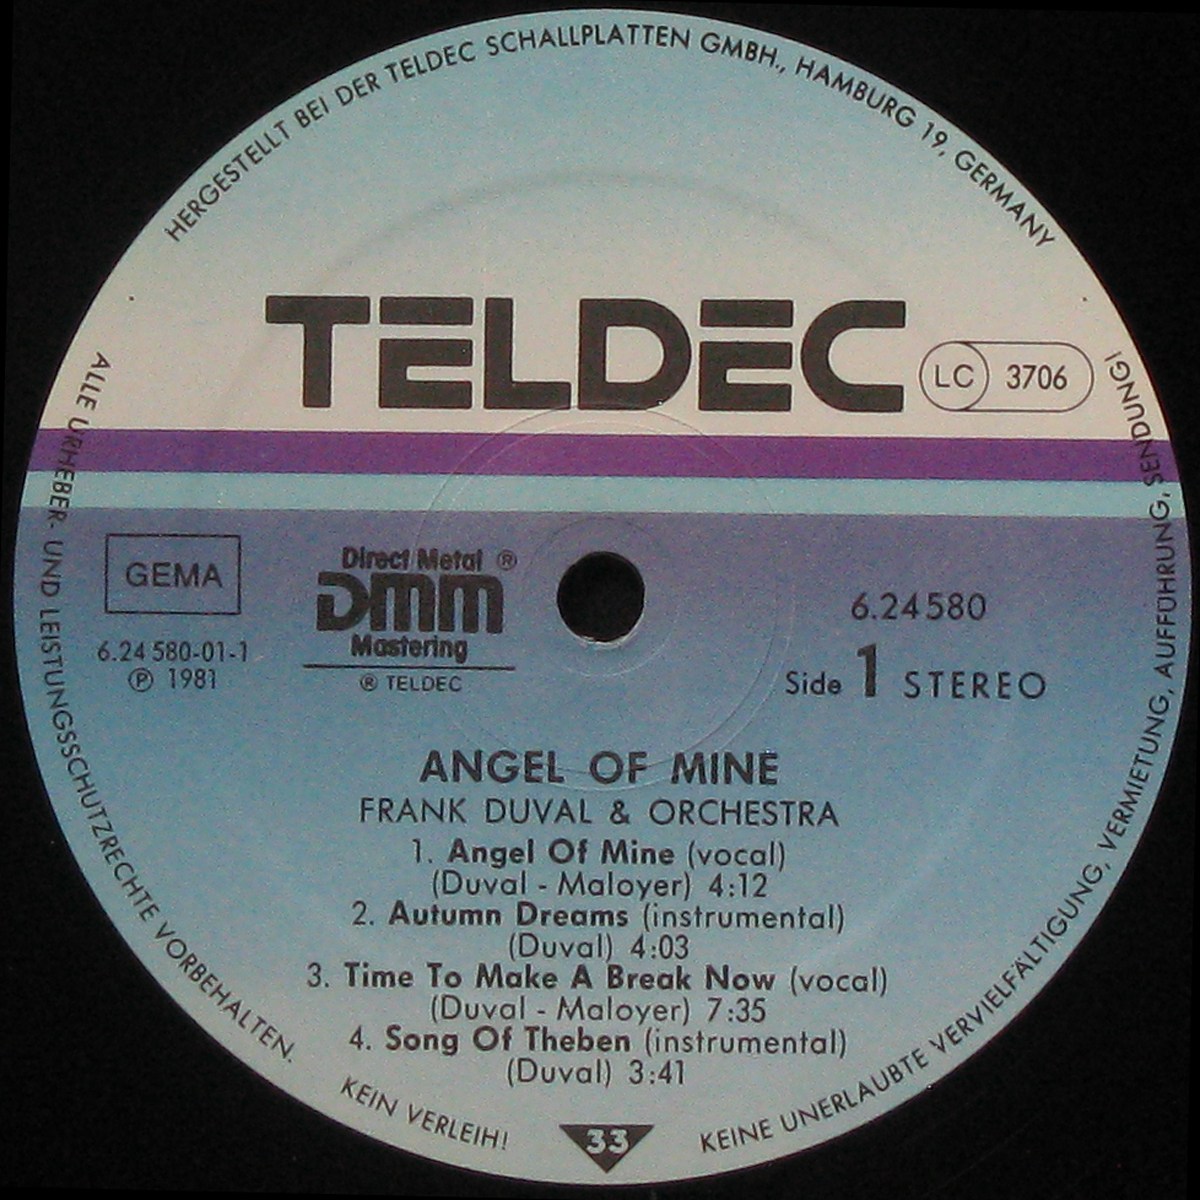 HERGESTELLT BEI DER TELDEC SCHALLPLATTEN GMBH., HAMBURG 19, GERMANY
TELDEC
LC 3706
GEMA
6.24 580-01-1
Ⓟ 1981
Direct Metal ®
DMM
Mastering
® TELDEC
6.24580
Side 1 STEREO
ANGEL OF MINE
FRANK DUVAL & ORCHESTRA
1. Angel Of Mine (vocal)
(Duval - Maloyer) 4:12
2. Autumn Dreams (instrumental)
(Duval) 4:03
3. Time To Make A Break Now (vocal)
(Duval - Maloyer) 7:35
4. Song Of Theben (instrumental)
(Duval) 3:41
33
ALLE URHEBER- UND LEISTUNGSSCHUTZRECHTE VORBEHALTEN.
KEIN VERLEIH!
KEINE UNERLAUBTE VERVIELFÄLTIGUNG, VERMIETUNG, AUFFÜHRUNG, SENDUNG!